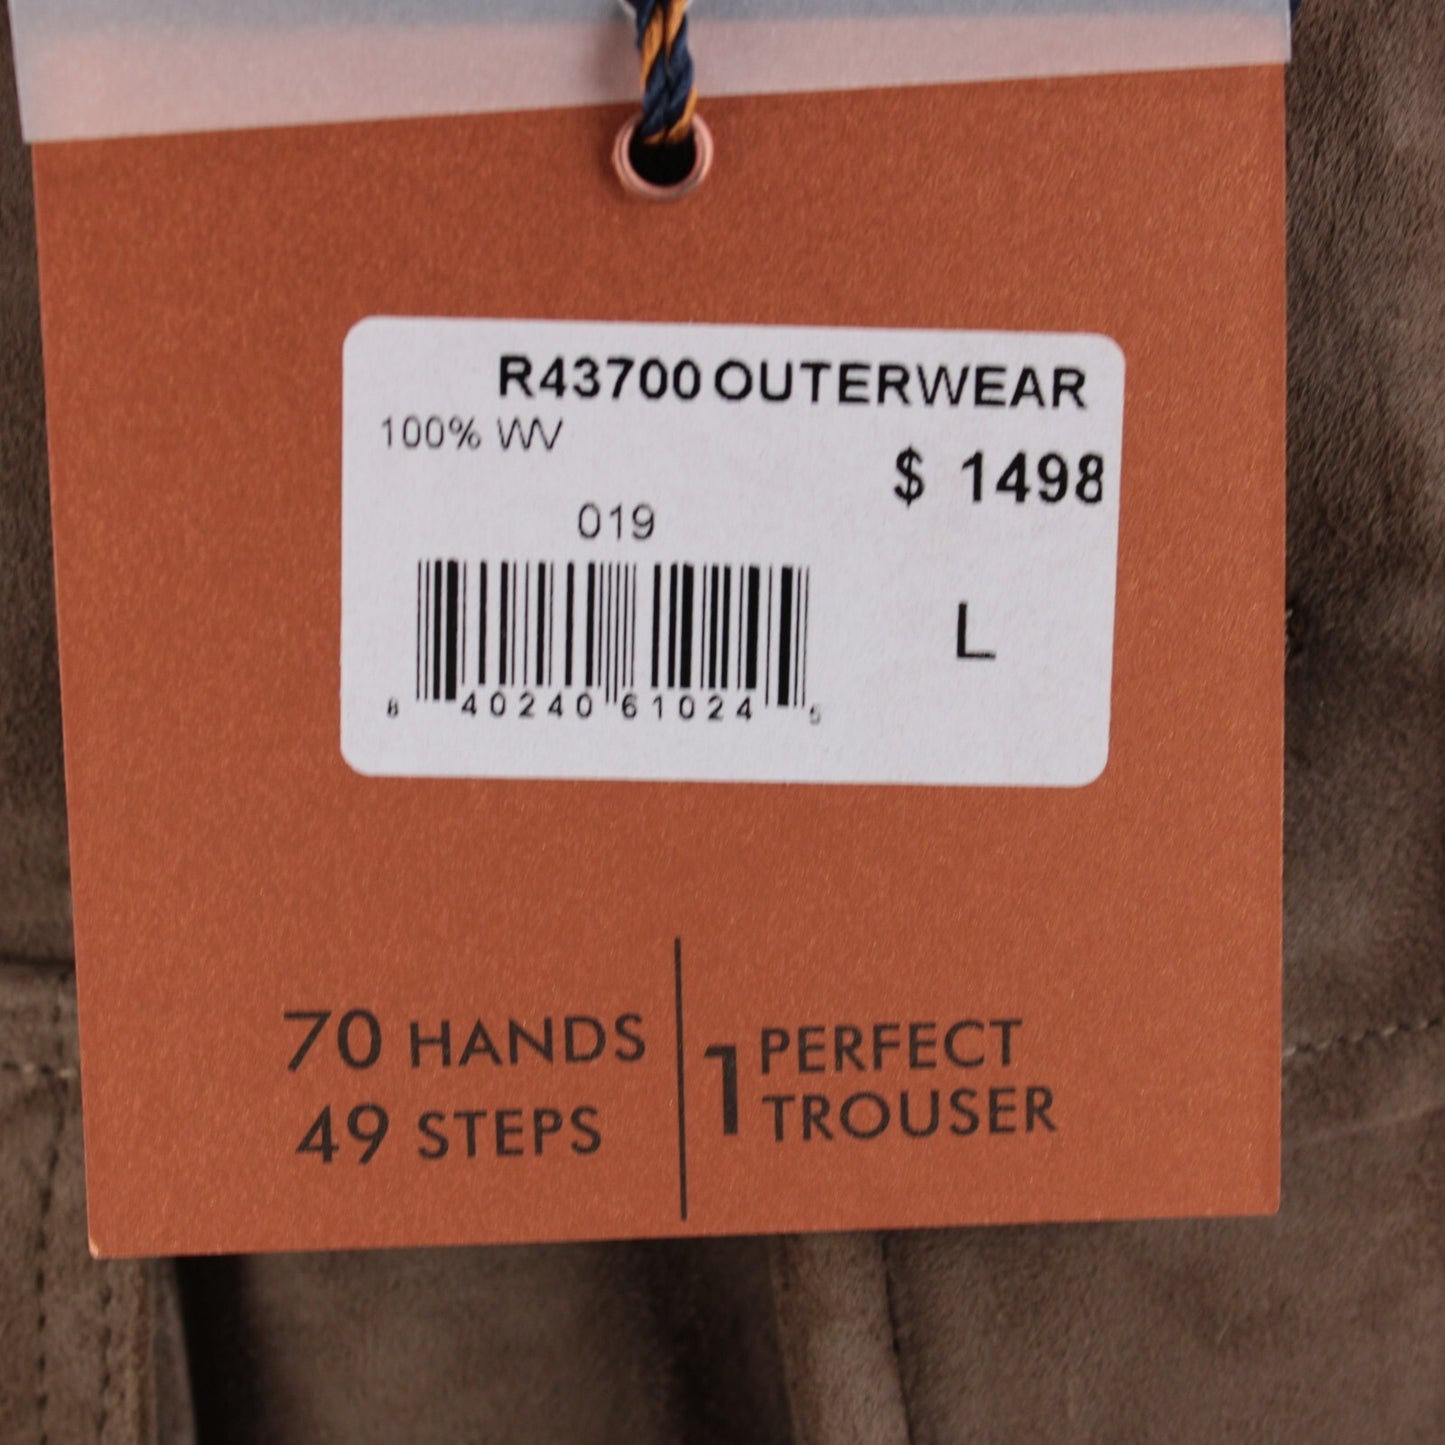 R43700 OUTERWEAR
100% WV
$ 1498
019
L
8 40240 61024 5
70 HANDS
49 STEPS
1 PERFECT
TROUSER